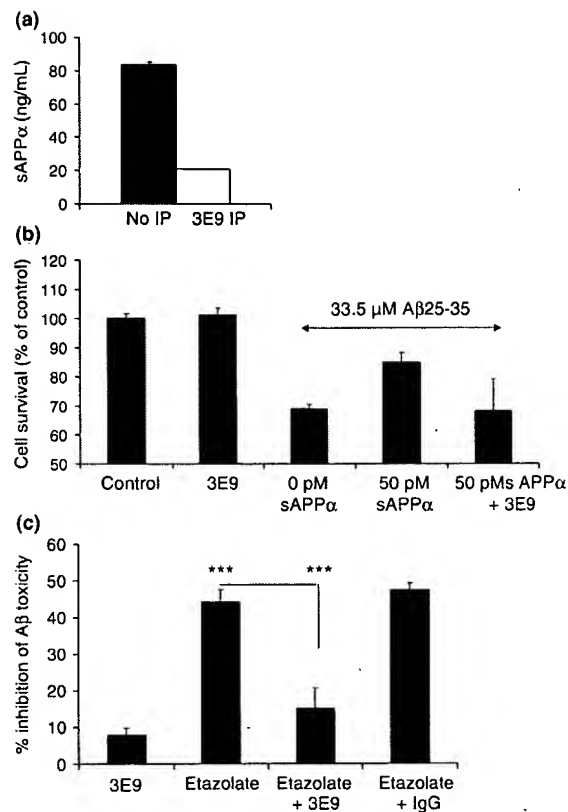 (a)
sAPPα (ng/mL)
100
80
60
40
20
0
No IP
3E9 IP
(b)
Cell survival (% of control)
120
110
100
90
80
70
60
50
33.5 µM Aβ25-35
Control
3E9
0 pM
sAPPα
50 pM
sAPPα
50 pMs APPα
+ 3E9
(c)
% inhibition of Aβ toxicity
60
50
40
30
20
10
0
***
***
3E9
Etazolate
Etazolate
+ 3E9
Etazolate
+ IgG